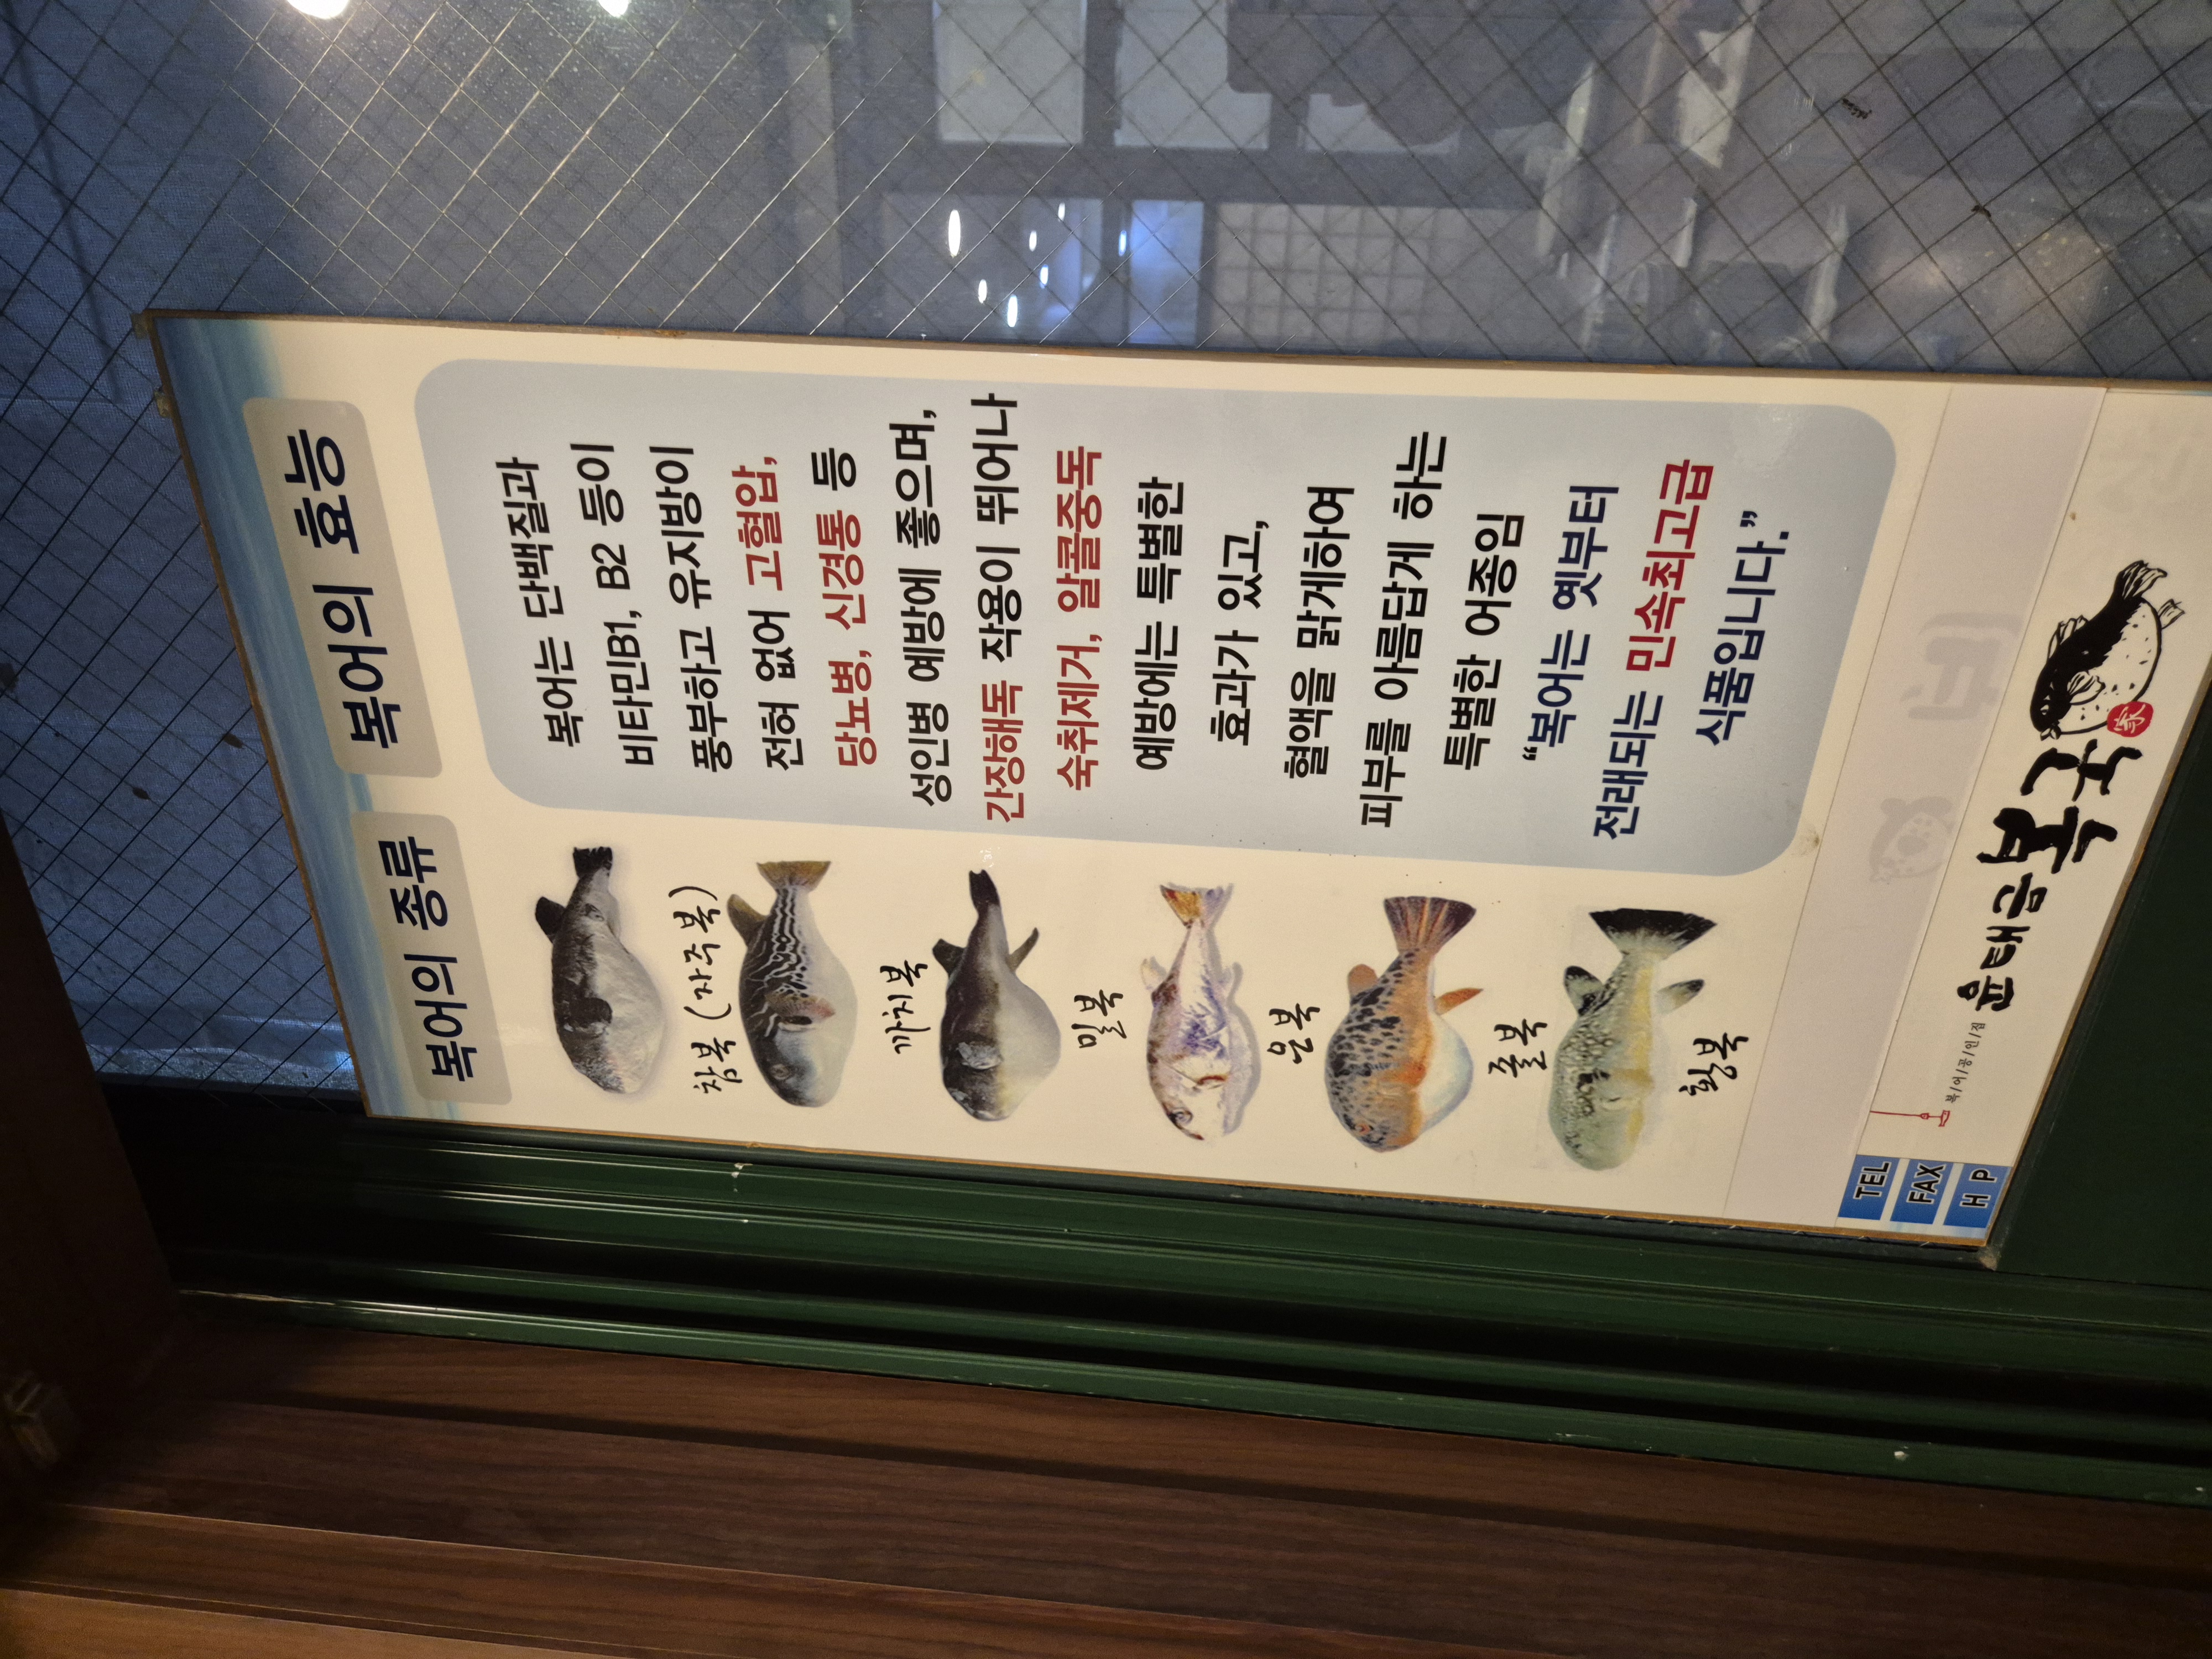 복어의 종류
참복 (자주복)
까치복
밀복
은복
졸복
황복
복어의 효능
복어는 단백질과
비타민B1, B2 등이
풍부하고 유지방이
전혀 없어 고혈압,
당뇨병, 신경통 등
성인병 예방에 좋으며,
간장해독 작용이 뛰어나
숙취제거, 알콜중독
예방에는 특별한
효과가 있고,
혈액을 맑게하여
피부를 아름답게 하는
특별한 어종임
“복어는 옛부터
전래되는 민속최고급
식품입니다.”
복/어/공/인/집
윤태금복국
家
TEL
FAX
H P